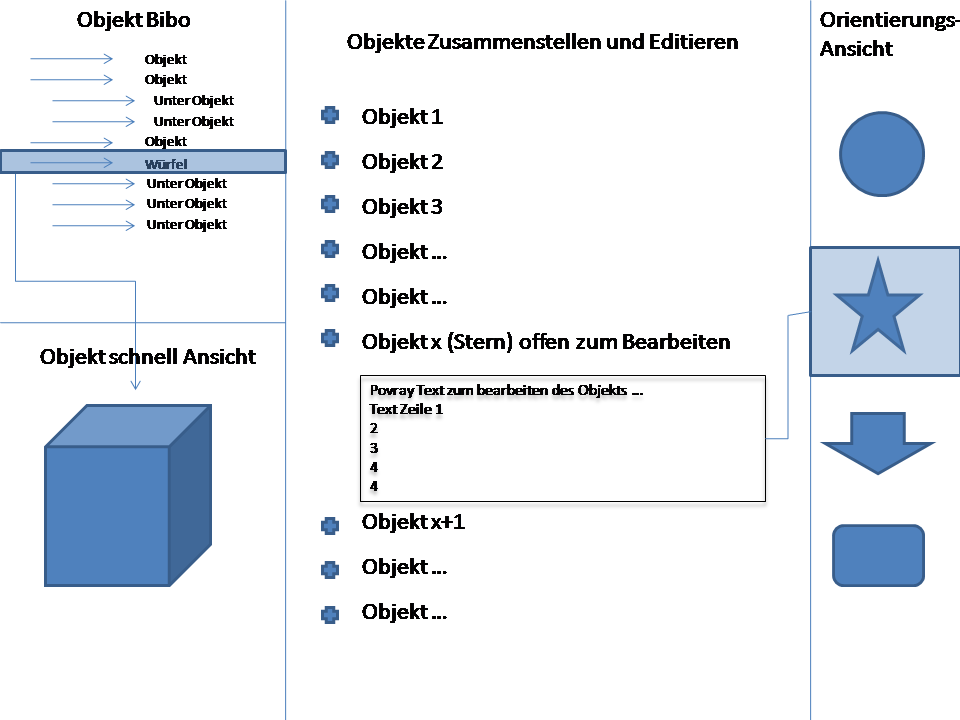 Objekt Bibo
Objekt
Objekt
Unter Objekt
Unter Objekt
Objekt
Würfel
Unter Objekt
Unter Objekt
Unter Objekt
Objekt schnell Ansicht
Objekte Zusammenstellen und Editieren
Objekt 1
Objekt 2
Objekt 3
Objekt ...
Objekt ...
Objekt x (Stern) offen zum Bearbeiten
Povray Text zum bearbeiten des Objekts ...
Text Zeile 1
2
3
4
4
Objekt x+1
Objekt ...
Objekt ...
Orientierungs-
Ansicht